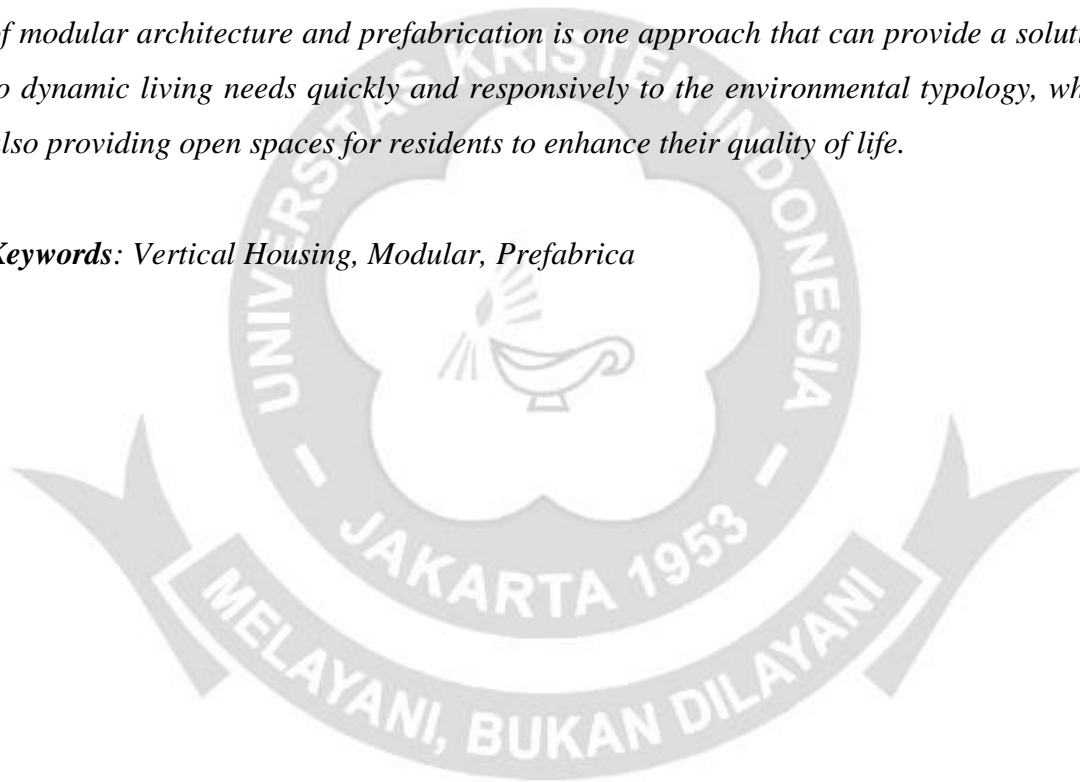 of modular architecture and prefabrication is one approach that can provide a soluti
o dynamic living needs quickly and responsively to the environmental typology, wh
also providing open spaces for residents to enhance their quality of life.
Keywords: Vertical Housing, Modular, Prefabrica
UNIVERSITAS KRISTEN INDONESIA
JAKARTA 1953
MELAYANI, BUKAN DILAYANI